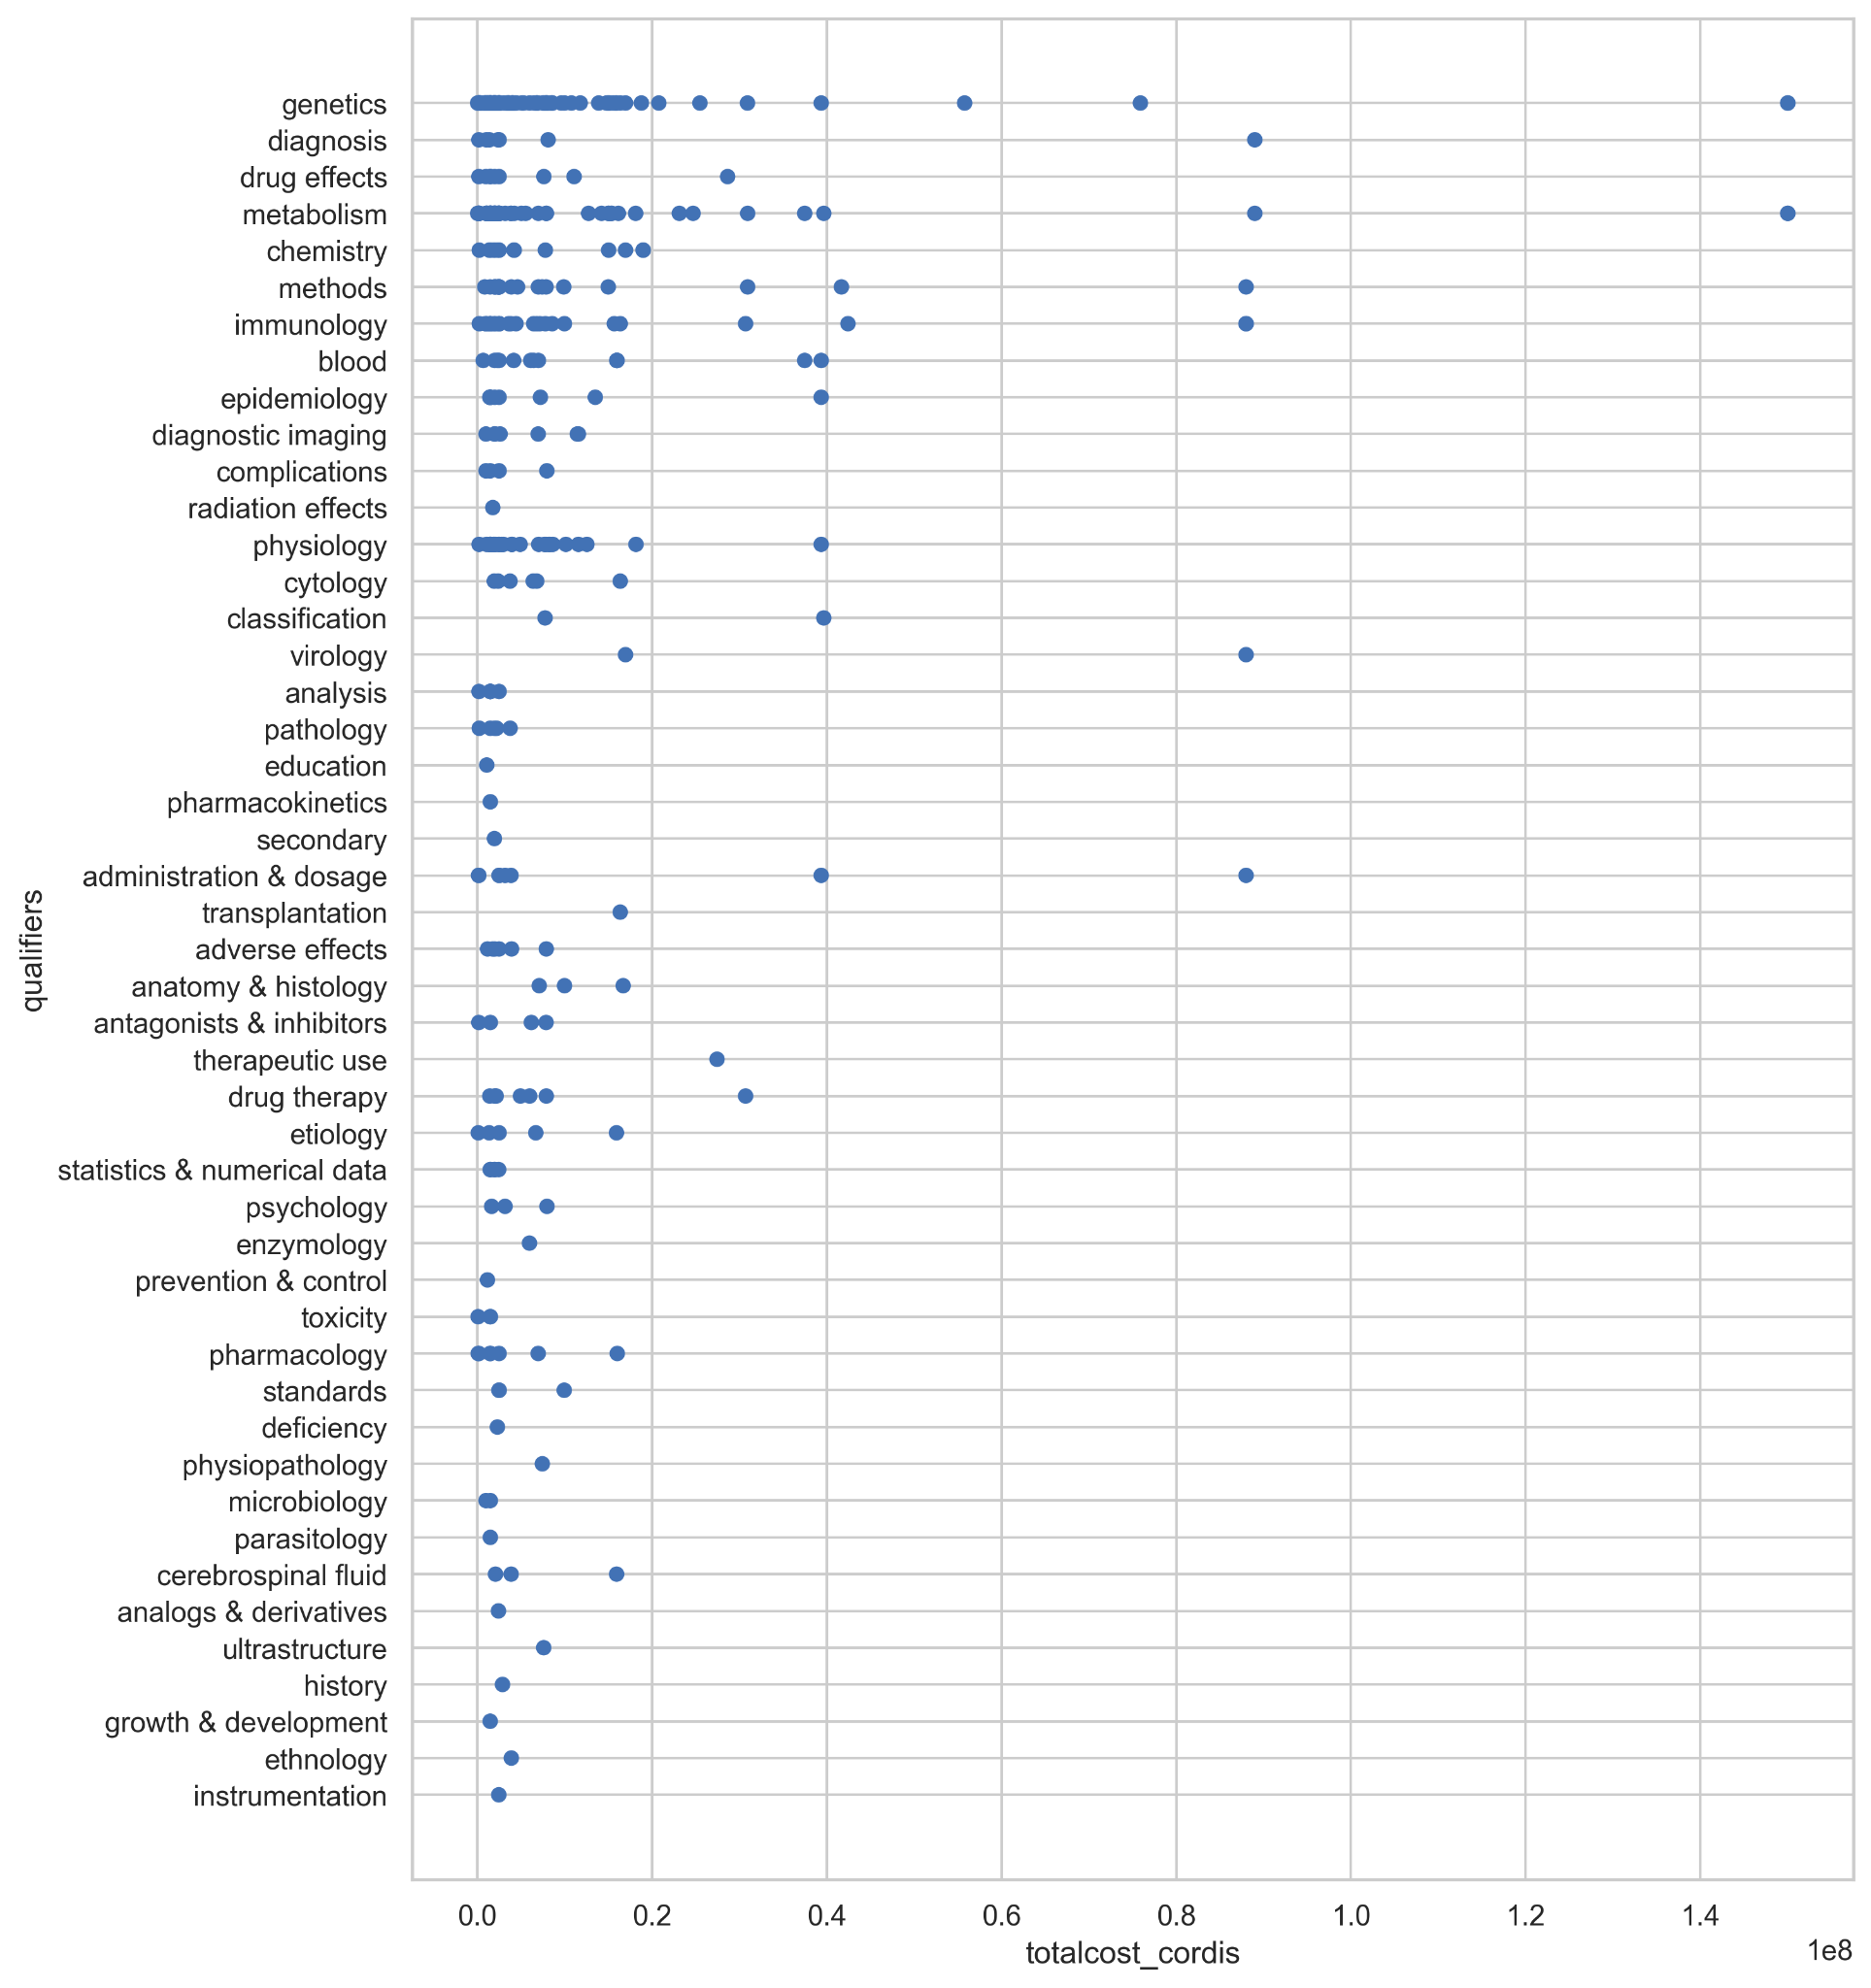 genetics
diagnosis
drug effects
metabolism
chemistry
methods
immunology
blood
epidemiology
diagnostic imaging
complications
radiation effects
physiology
cytology
classification
virology
analysis
pathology
education
pharmacokinetics
secondary
administration & dosage
transplantation
adverse effects
anatomy & histology
antagonists & inhibitors
therapeutic use
drug therapy
etiology
statistics & numerical data
psychology
enzymology
prevention & control
toxicity
pharmacology
standards
deficiency
physiopathology
microbiology
parasitology
cerebrospinal fluid
analogs & derivatives
ultrastructure
history
growth & development
ethnology
instrumentation
qualifiers
0.0 0.2 0.4 0.6 0.8 1.0 1.2 1.4
totalcost_cordis
1e8